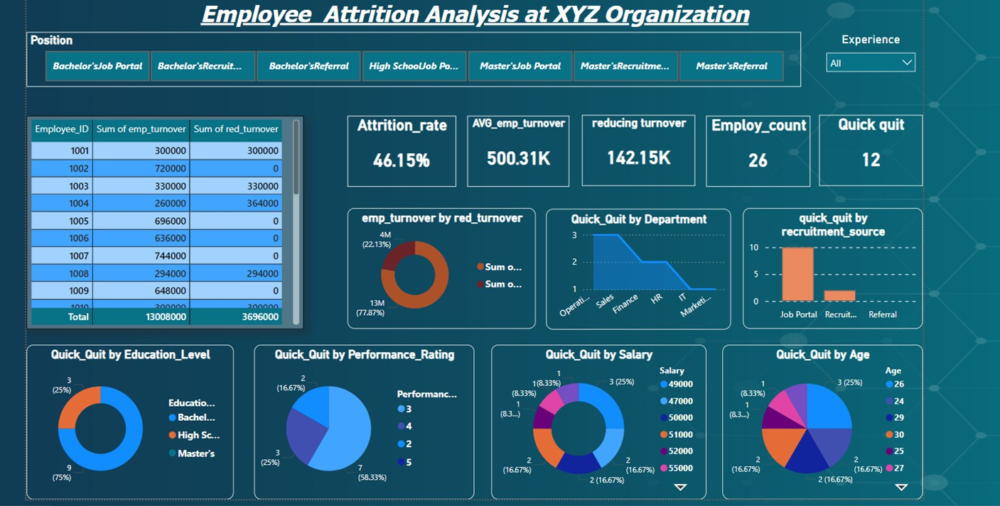 Employee Attrition Analysis at XYZ Organization
Position
Bachelor'sJob Portal
Bachelor'sRecruit...
Bachelor'sReferral
High SchoolJob Po...
Master'sJob Portal
Master'sRecruitme...
Master'sReferral
Experience
All
Employee_ID Sum of emp_turnover Sum of red_turnover
1001 300000 300000
1002 720000 0
1003 330000 330000
1004 260000 364000
1005 696000 0
1006 636000 0
1007 744000 0
1008 294000 294000
1009 648000 0
1010 300000 300000
Total 13008000 3696000
Attrition_rate
46.15%
AVG_emp_turnover
500.31K
reducing turnover
142.15K
Employ_count
26
Quick quit
12
emp_turnover by red_turnover
4M
(22.13%)
13M
(77.87%)
Sum o...
Sum o...
Quick_Quit by Department
3
2
1
Operati...
Sales
Finance
HR
IT
Marketi...
quick_quit by
recruitment_source
10
5
0
Job Portal
Recruit...
Referral
Quick_Quit by Education_Level
3
(25%)
9
(75%)
Educatio...
Bachel...
High Sc...
Master's
Quick_Quit by Performance_Rating
2
(16.67%)
3
(25%)
7
(58.33%)
Performanc...
3
4
2
5
Quick_Quit by Salary
1
1(8.33%)
(8.33%)
1
(8.3...)
2
(16.67%)
2 (16.67%)
2
(16.67%)
3 (25%)
Salary
49000
47000
50000
51000
52000
55000
Quick_Quit by Age
1
(8.33%)
1
(8.3...)
2
(16.67%)
2 (16.67%)
2
(16.67%)
3 (25%)
Age
26
24
29
30
25
27